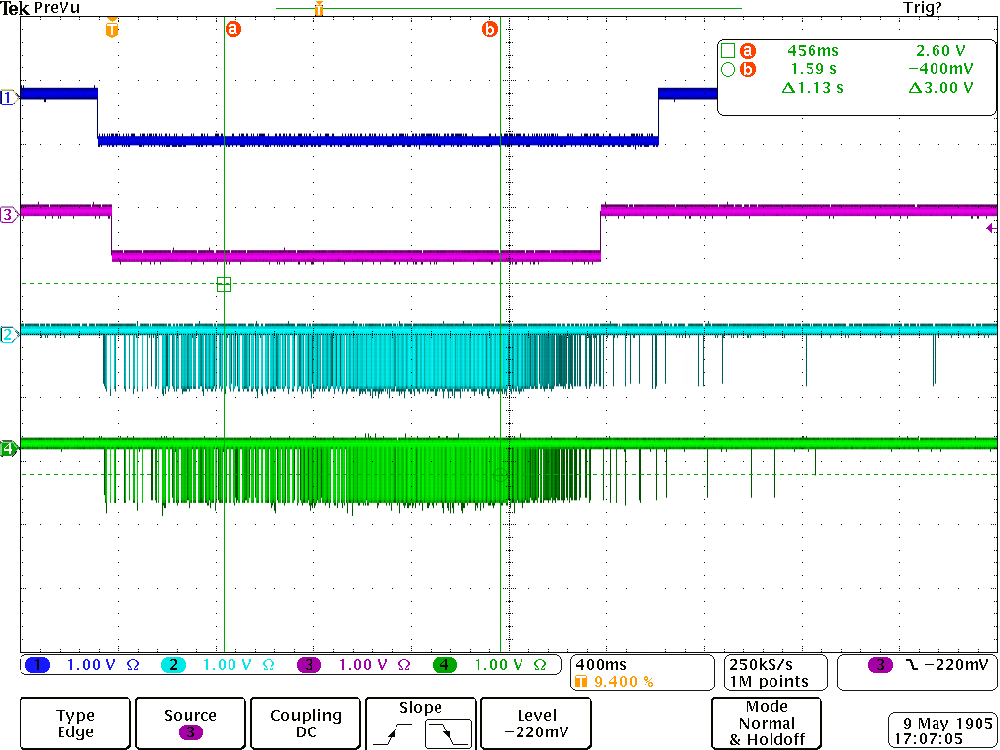 Tek PreVu Trig?
T
T a b
a 456ms 2.60 V
b 1.59 s −400mV
Δ1.13 s Δ3.00 V
1
3
2
4
1 1.00 V Ω 2 1.00 V Ω 3 1.00 V Ω 4 1.00 V Ω
400ms
T 9.400 %
250kS/s
1M points
3 −220mV
Type
Edge
Source
3
Coupling
DC
Slope
Level
−220mV
Mode
Normal
& Holdoff
9 May 1905
17:07:05